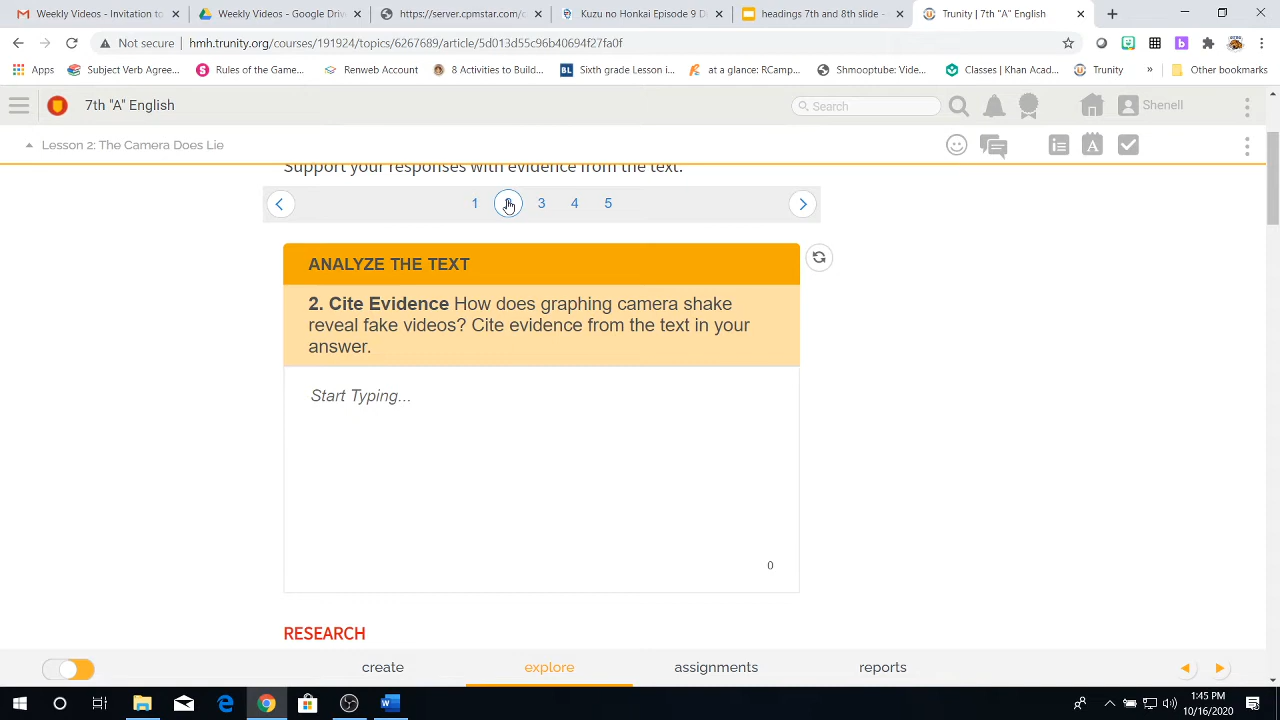 Weekly Videos - Invitation to
Weekly Videos - Google Driv
https://server.cpmstar.com/c
Kuzu no Honkai Episode 9 D
headings 7th and 8th slide -
Trunity | 7th "A" English
Not secure | hmh.trunity.org/courses/191924/topics/6267689/article/5d013d55c96b40694f27fa0f
Apps
Subject Verb Agree...
Rules of the Game...
Renweb Account
8 Activities to Build...
BL Sixth grade Lesson i...
at a glance: RCamp...
Shmooptube: Vide...
Classes | Khan Acad...
Trunity
»
Other bookmarks
7th "A" English
Search
Shenell
Lesson 2: The Camera Does Lie
Support your responses with evidence from the text.
1 3 4 5
ANALYZE THE TEXT
2. Cite Evidence How does graphing camera shake
reveal fake videos? Cite evidence from the text in your
answer.
Start Typing...
0
RESEARCH
create explore assignments reports
1:45 PM
10/16/2020